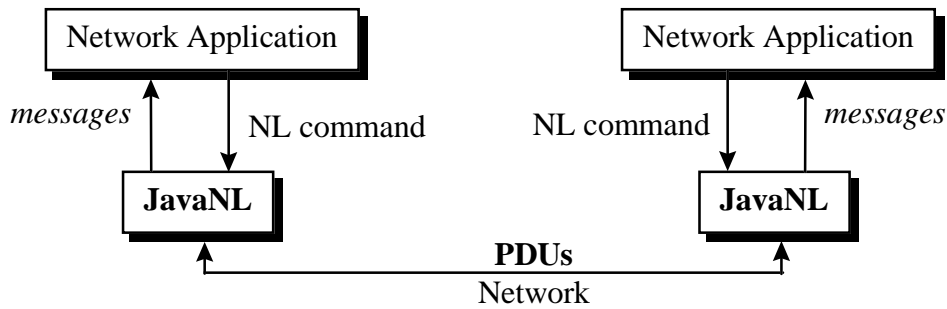 Network Application
Network Application
messages
NL command
NL command
messages
JavaNL
JavaNL
PDUs
Network